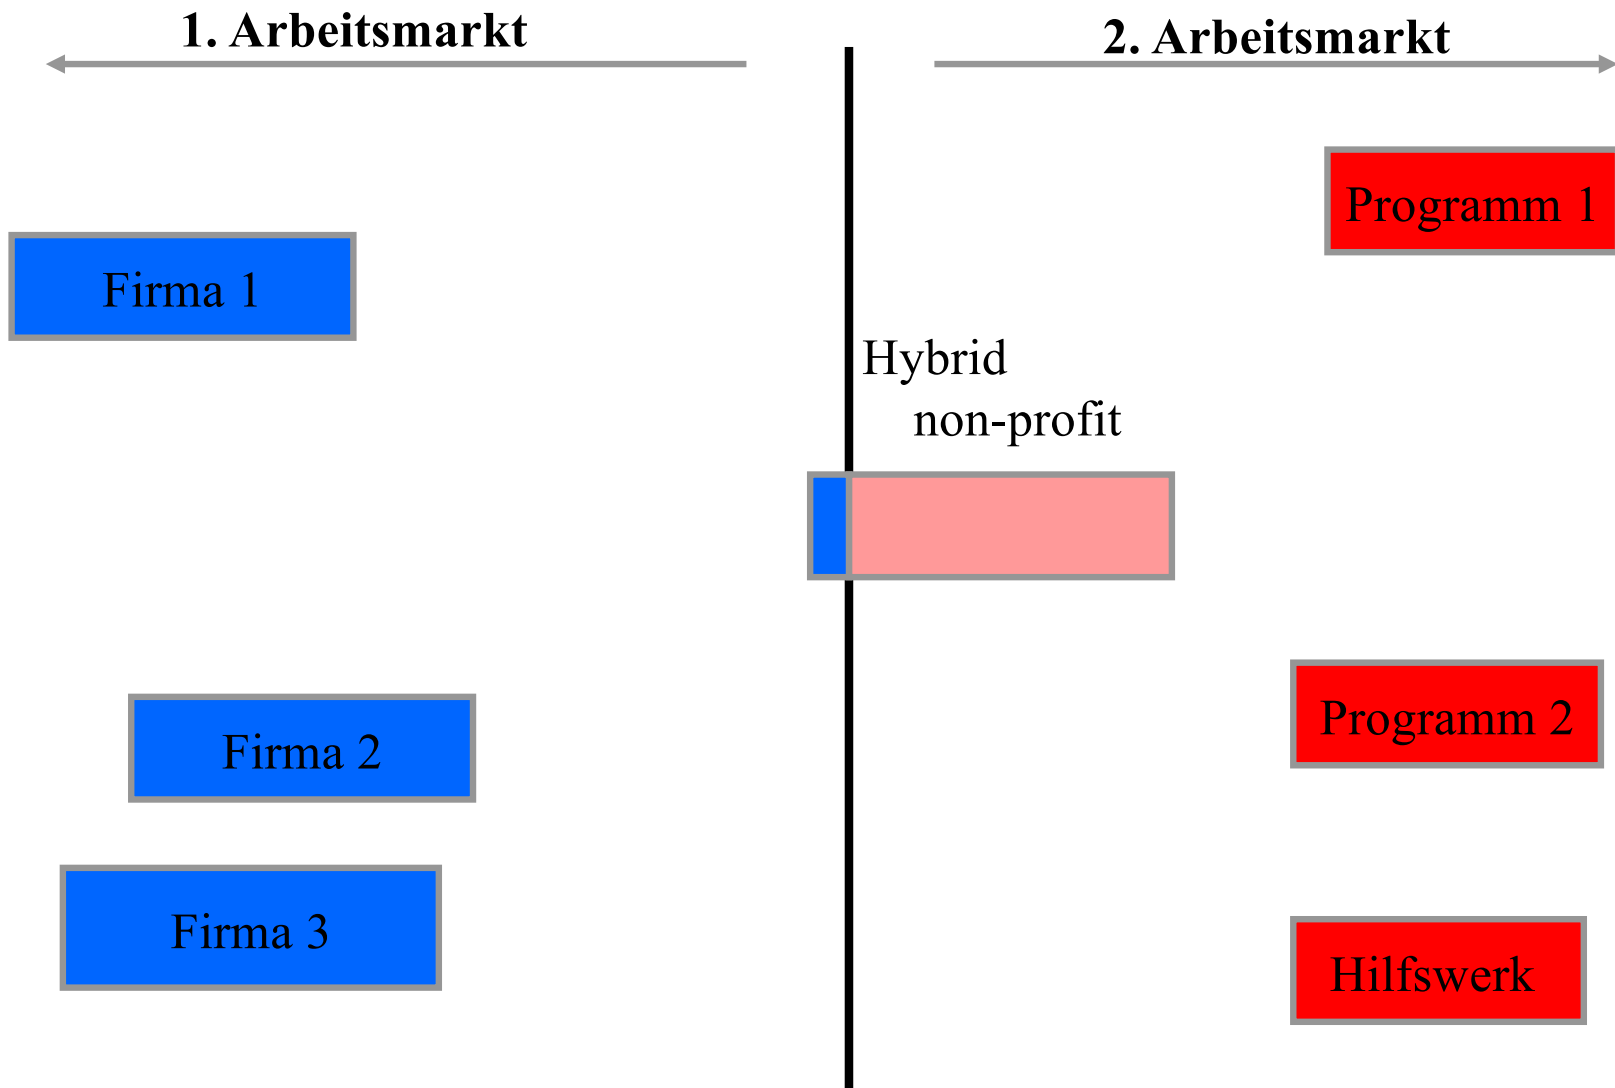 1. Arbeitsmarkt
2. Arbeitsmarkt
Programm 1
Firma 1
Hybrid
non-profit
Programm 2
Firma 2
Firma 3
Hilfswerk